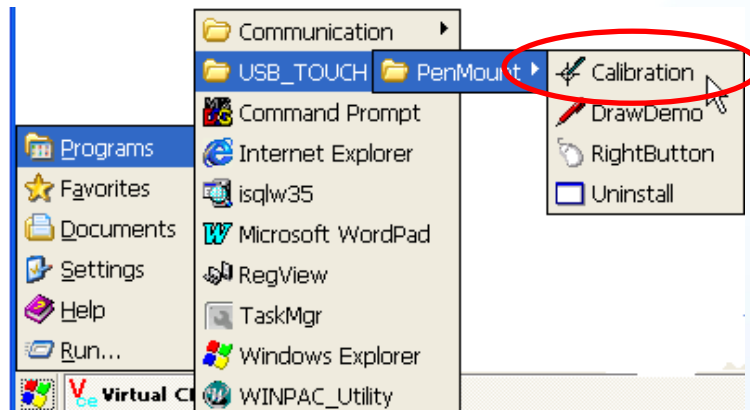 Programs
Favorites
Documents
Settings
Help
Run...
Virtual
Communication
USB_TOUCH
Command Prompt
Internet Explorer
isqlw35
Microsoft WordPad
RegView
TaskMgr
Windows Explorer
WINPAC_Utility
PenMount
Calibration
DrawDemo
RightButton
Uninstall